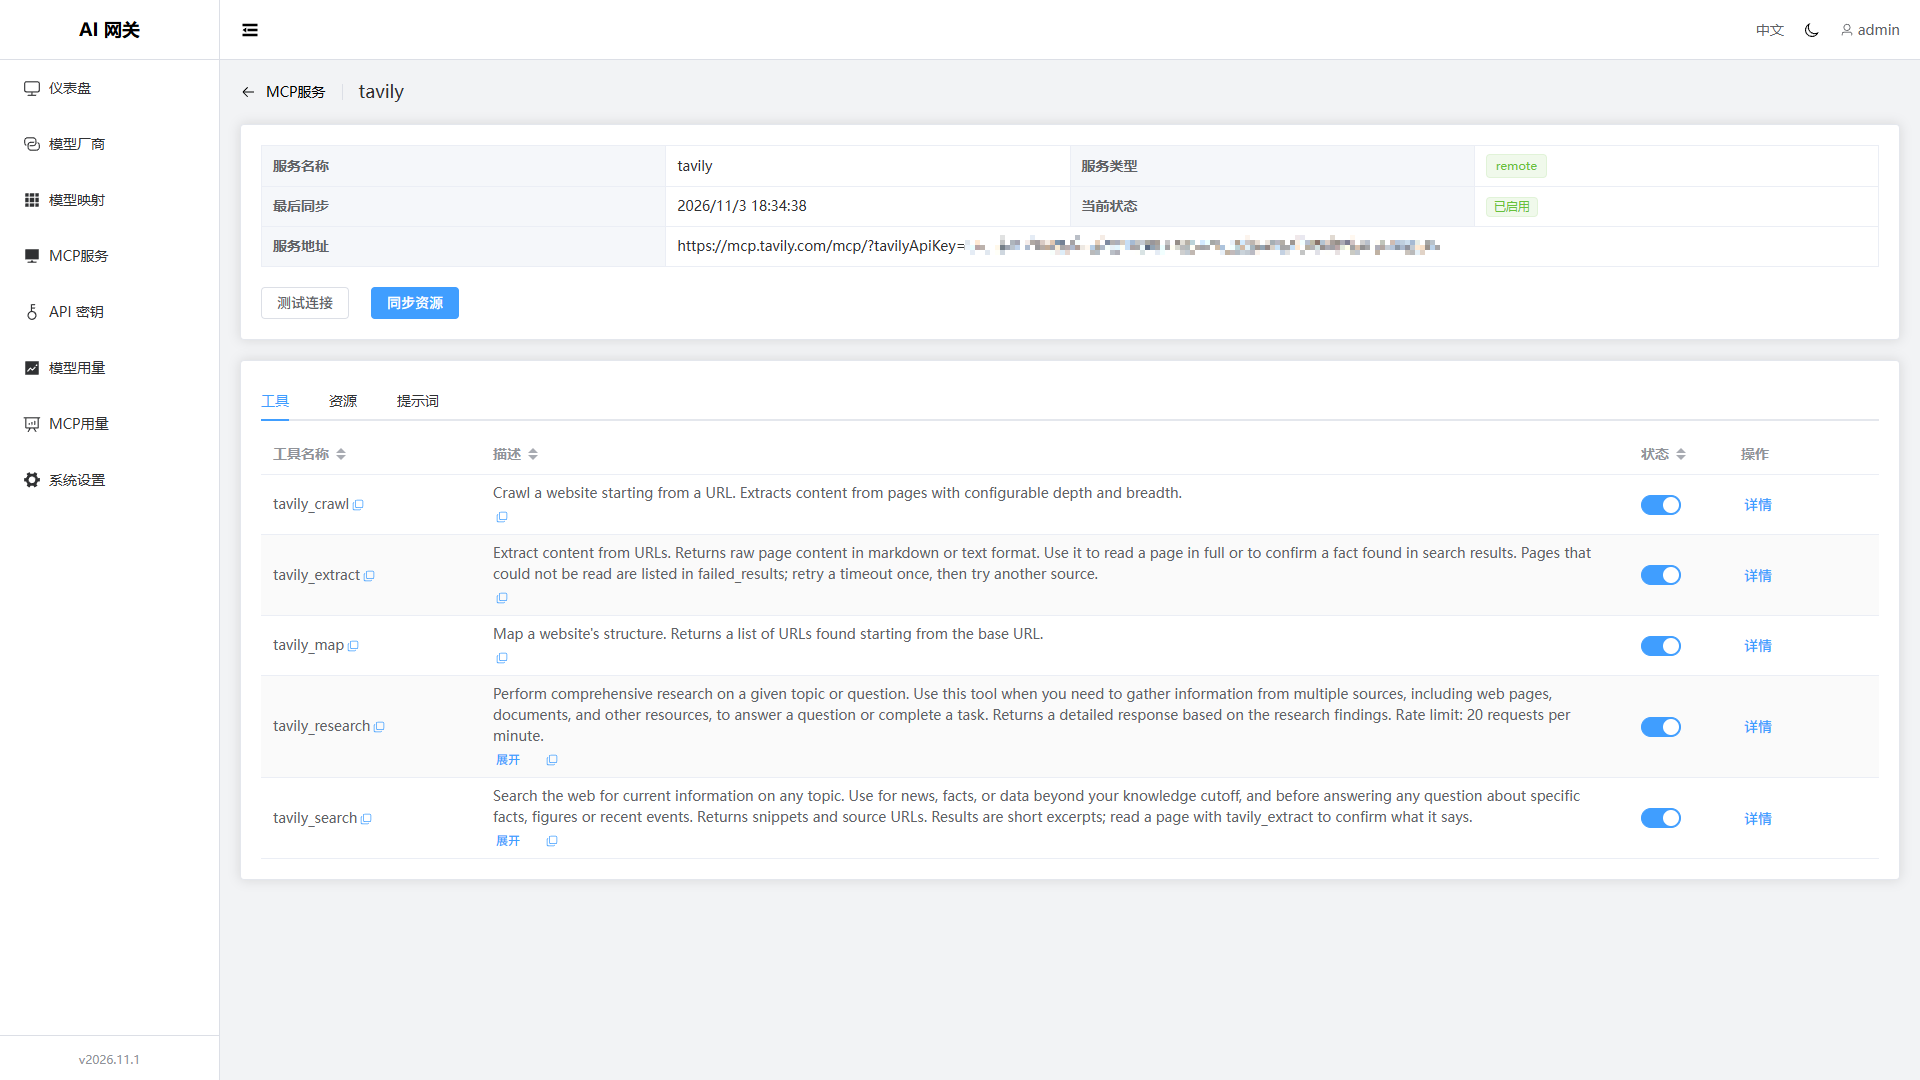 AI 网关
中文
admin
仪表盘
模型厂商
模型映射
MCP服务
API 密钥
模型用量
MCP用量
系统设置
v2026.11.1
MCP服务
tavily
服务名称
tavily
服务类型
remote
最后同步
2026/11/3 18:34:38
当前状态
已启用
服务地址
https://mcp.tavily.com/mcp/?tavilyApiKey=
测试连接
同步资源
工具
资源
提示词
工具名称
描述
状态
操作
tavily_crawl
Crawl a website starting from a URL. Extracts content from pages with configurable depth and breadth.
详情
tavily_extract
Extract content from URLs. Returns raw page content in markdown or text format. Use it to read a page in full or to confirm a fact found in search results. Pages that
could not be read are listed in failed_results; retry a timeout once, then try another source.
详情
tavily_map
Map a website's structure. Returns a list of URLs found starting from the base URL.
详情
tavily_research
Perform comprehensive research on a given topic or question. Use this tool when you need to gather information from multiple sources, including web pages,
documents, and other resources, to answer a question or complete a task. Returns a detailed response based on the research findings. Rate limit: 20 requests per
minute.
展开
详情
tavily_search
Search the web for current information on any topic. Use for news, facts, or data beyond your knowledge cutoff, and before answering any question about specific
facts, figures or recent events. Returns snippets and source URLs. Results are short excerpts; read a page with tavily_extract to confirm what it says.
展开
详情